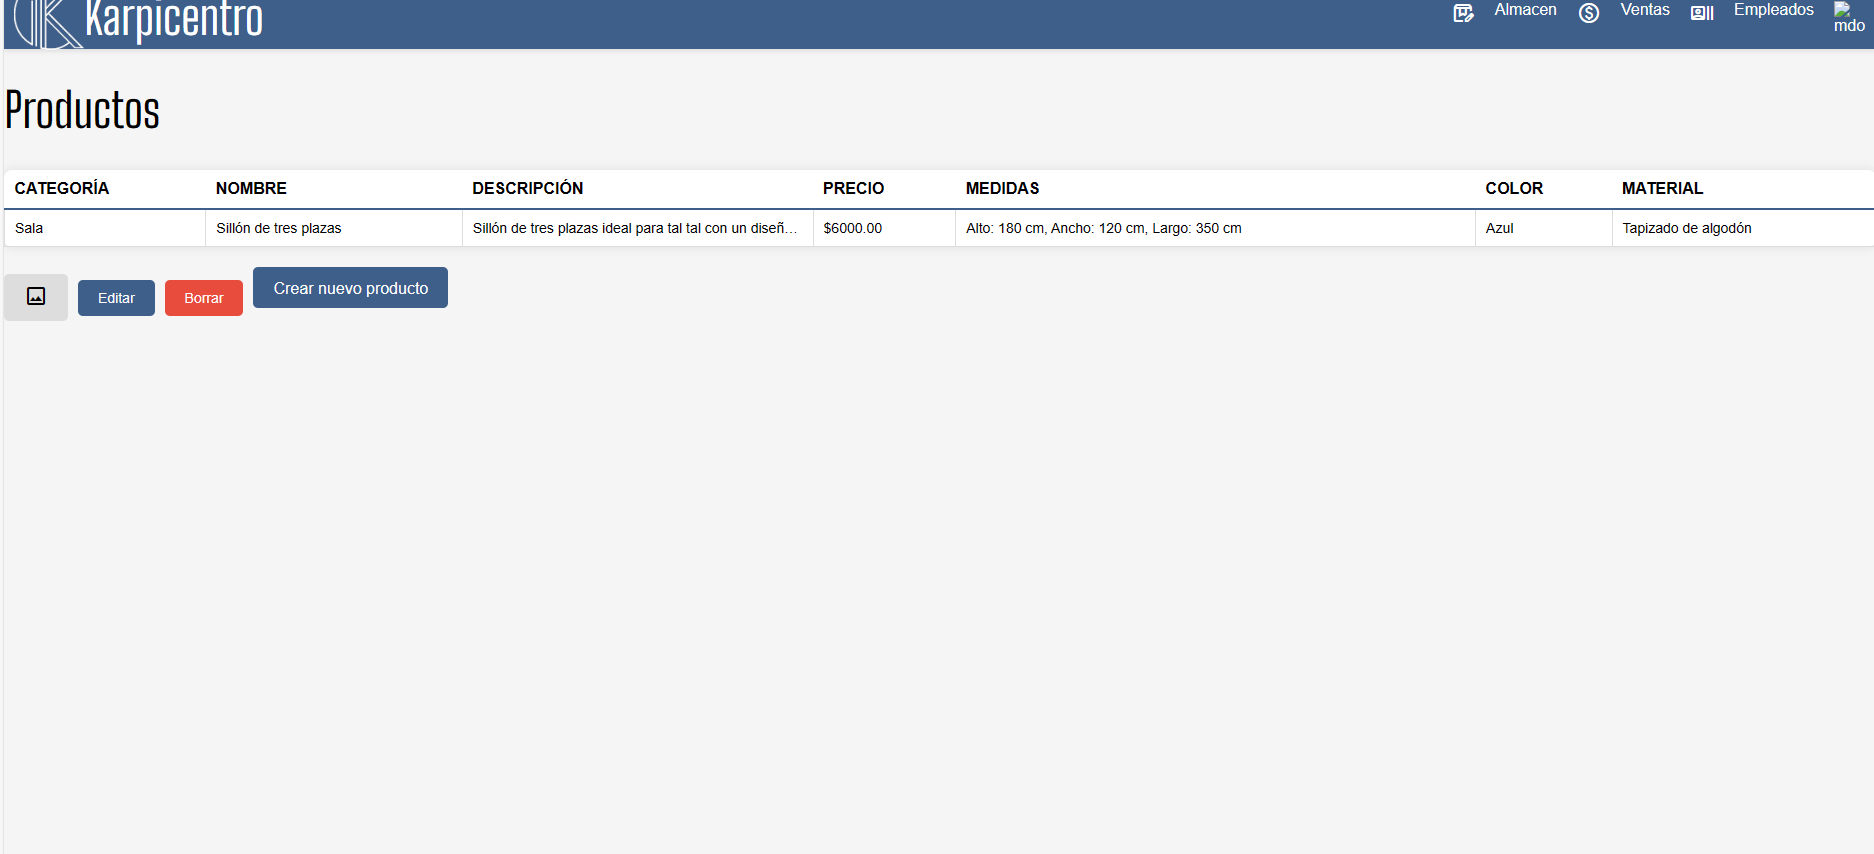 Karpicentro
Almacen Ventas Empleados mdo
Productos
CATEGORÍA NOMBRE DESCRIPCIÓN PRECIO MEDIDAS COLOR MATERIAL
Sala Sillón de tres plazas Sillón de tres plazas ideal para tal tal con un diseñ... $6000.00 Alto: 180 cm, Ancho: 120 cm, Largo: 350 cm Azul Tapizado de algodón
Editar Borrar Crear nuevo producto